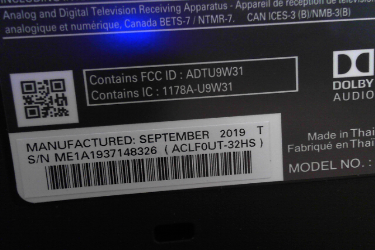 Analog and Digital Television Receiving Apparatus - Appareil de réception de télévision
analogique et numérique, Canada BETS-7 / NTMR-7. CAN ICES-3 (B)/NMB-3(B)
Contains FCC ID : ADTU9W31
Contains IC : 1178A-U9W31
DOLBY
AUDIO
MANUFACTURED: SEPTEMBER 2019 T
S/N ME1A1937148326 ( ACLF0UT-32HS )
Made in Thai
Fabriqué en Thaï
MODEL NO. :